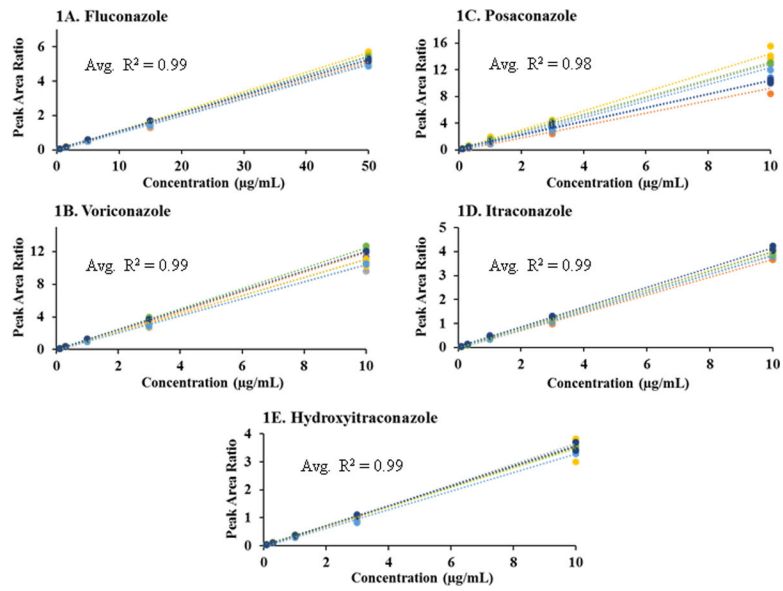 1A. Fluconazole
Avg. R² = 0.99
Peak Area Ratio
6
4
2
0
0 10 20 30 40 50
Concentration (µg/mL)
1C. Posaconazole
Avg. R² = 0.98
Peak Area Ratio
16
12
8
4
0
0 2 4 6 8 10
Concentration (µg/mL)
1B. Voriconazole
Avg. R² = 0.99
Peak Area Ratio
12
8
4
0
0 2 4 6 8 10
Concentration (µg/mL)
1D. Itraconazole
Avg. R² = 0.99
Peak Area Ratio
5
4
3
2
1
0
0 2 4 6 8 10
Concentration (µg/mL)
1E. Hydroxyitraconazole
Avg. R² = 0.99
Peak Area Ratio
4
3
2
1
0
0 2 4 6 8 10
Concentration (µg/mL)